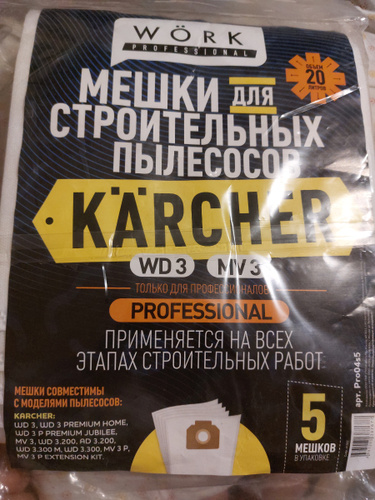 WÖRK
PROFESSIONAL
ОБЪЕМ
20
ЛИТРОВ
МЕШКИ ДЛЯ
СТРОИТЕЛЬНЫХ
ПЫЛЕСОСОВ
KÄRCHER
WD 3 MV 3
ТОЛЬКО ДЛЯ ПРОФЕССИОНАЛОВ
PROFESSIONAL
ПРИМЕНЯЕТСЯ НА ВСЕХ
ЭТАПАХ СТРОИТЕЛЬНЫХ РАБОТ
МЕШКИ СОВМЕСТИМЫ
С МОДЕЛЯМИ ПЫЛЕСОСОВ:
KÄRCHER:
WD 3, WD 3 PREMIUM HOME,
WD 3 P PREMIUM JUBILEE,
MV 3, WD 3.200, AD 3.200,
WD 3.300 M, WD 3.300, MV 3 P,
MV 3 P EXTENSION KIT.
5
МЕШКОВ
В УПАКОВКЕ
арт. Pro04s5